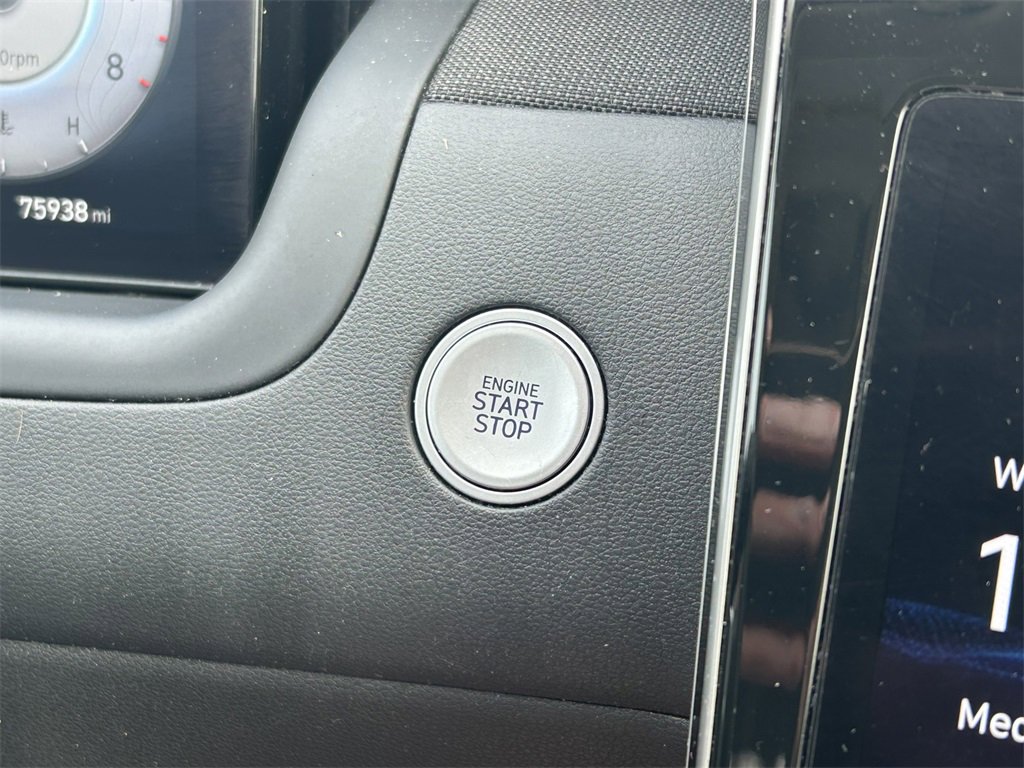 0rpm
8
H
75938 mi
ENGINE
START
STOP
W
1
Med